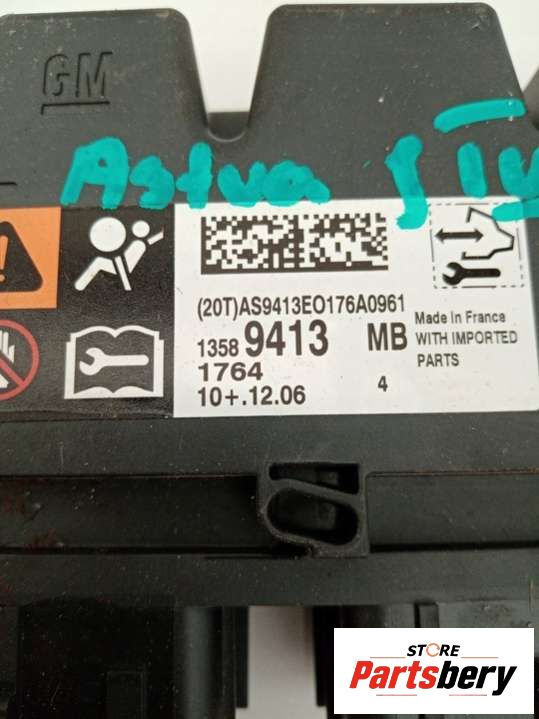 GM
Astra J Tu
(20T)AS9413EO176A0961
1358 9413 MB
1764
10+.12.06 4
Made in France
WITH IMPORTED
PARTS
STORE
Partsbery